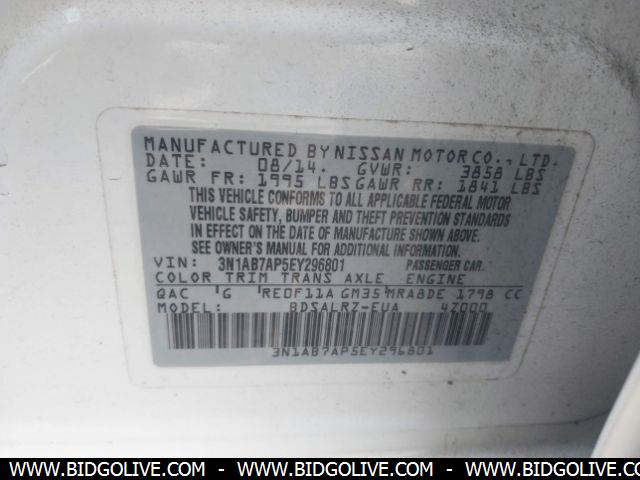 MANUFACTURED BY NISSAN MOTOR CO., LTD.
DATE: 08/14. GVWR: 3858 LBS
GAWR FR: 1995 LBS GAWR RR: 1841 LBS
THIS VEHICLE CONFORMS TO ALL APPLICABLE FEDERAL MOTOR
VEHICLE SAFETY, BUMPER AND THEFT PREVENTION STANDARDS
IN EFFECT ON THE DATE OF MANUFACTURE SHOWN ABOVE.
SEE OWNER'S MANUAL FOR ADDITIONAL INFORMATION.
VIN: 3N1AB7AP5EY296801 PASSENGER CAR.
COLOR TRIM TRANS AXLE ENGINE
QAC G RE0F11A GM35 MRA8DE 1798 CC
BDSALRZ-EUA 4Z000
3N1AB7AP5EY296801
WWW.BIDGOLIVE.COM - WWW.BIDGOLIVE.COM - WWW.BIDGOLIVE.COM